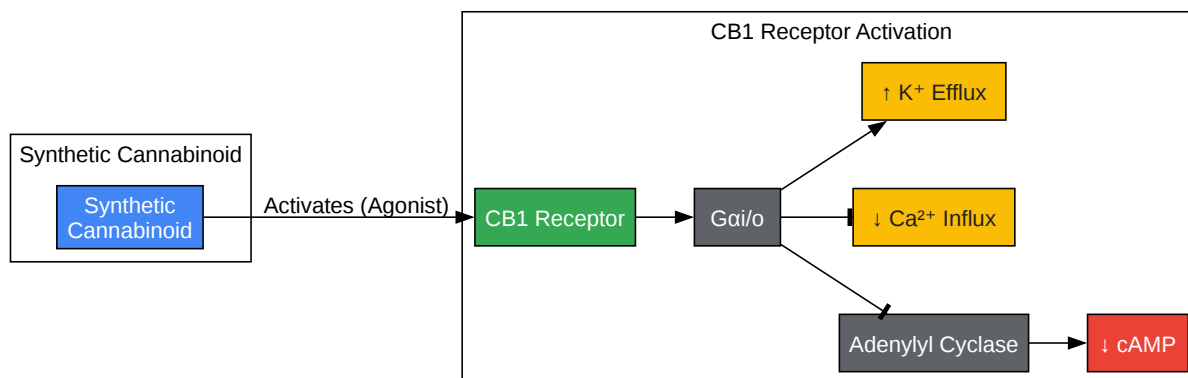 CB1 Receptor Activation
↑ K⁺ Efflux
Synthetic Cannabinoid
Synthetic
Cannabinoid
Activates (Agonist)
CB1 Receptor
Gαi/o
↓ Ca²⁺ Influx
Adenylyl Cyclase
↓ cAMP